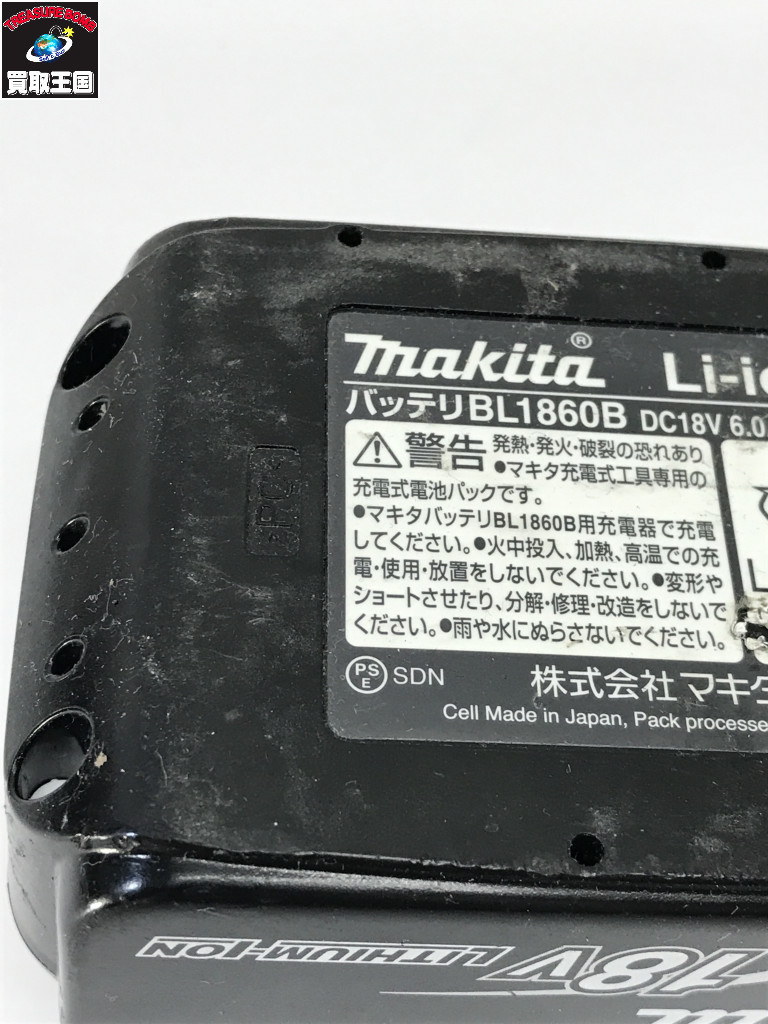 TREASURE BOMB
買取王国
makita® Li-i
バッテリBL1860B DC18V 6.0
⚠警告 発熱・発火・破裂の恐れあり
●マキタ充電式工具専用の
充電式電池パックです。
●マキタバッテリBL1860B用充電器で充電
してください。●火中投入、加熱、高温での充
電・使用・放置をしないでください。●変形や
ショートさせたり、分解・修理・改造をしないで
ください。●雨や水にぬらさないでください。
PSE SDN 株式会社マキタ
Cell Made in Japan, Pack processe
>PC<
18V LITHIUM-ION